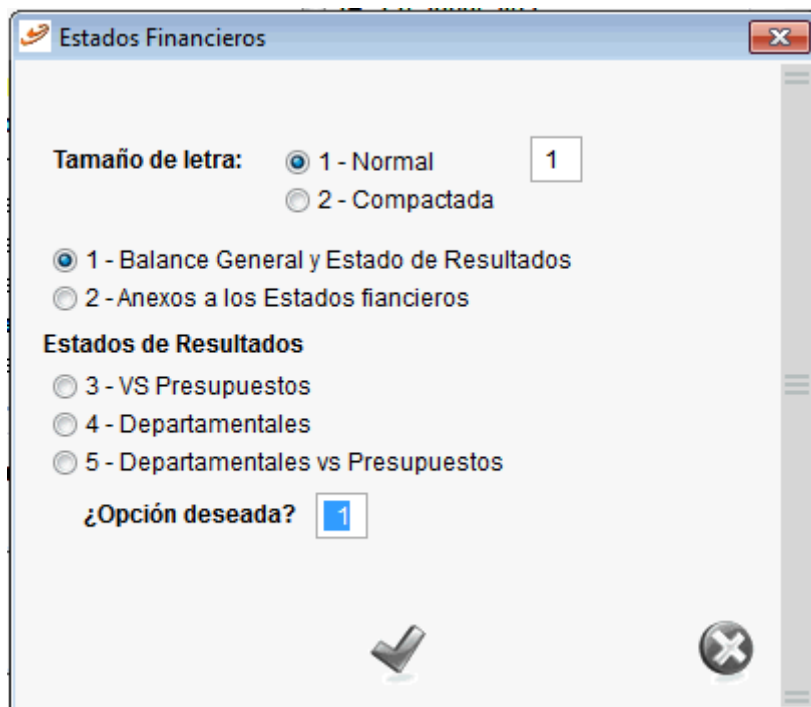 Estados Financieros
Tamaño de letra: 1 - Normal 1
2 - Compactada
1 - Balance General y Estado de Resultados
2 - Anexos a los Estados fiancieros
Estados de Resultados
3 - VS Presupuestos
4 - Departamentales
5 - Departamentales vs Presupuestos
¿Opción deseada? 1